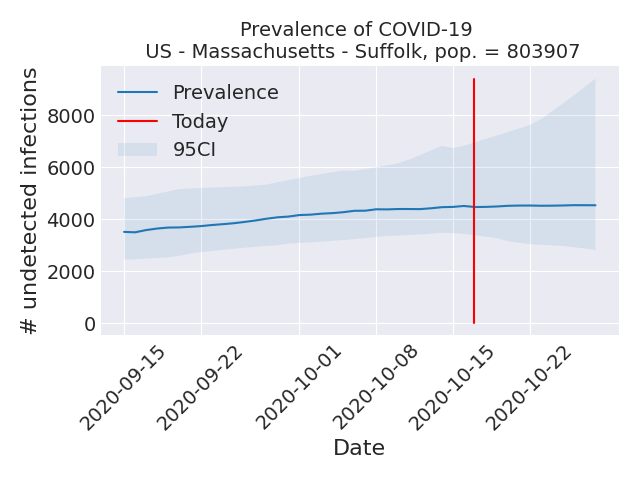 Prevalence of COVID-19
US - Massachusetts - Suffolk, pop. = 803907
# undetected infections
8000
6000
4000
2000
0
Prevalence
Today
95CI
2020-09-15
2020-09-22
2020-10-01
2020-10-08
2020-10-15
2020-10-22
Date